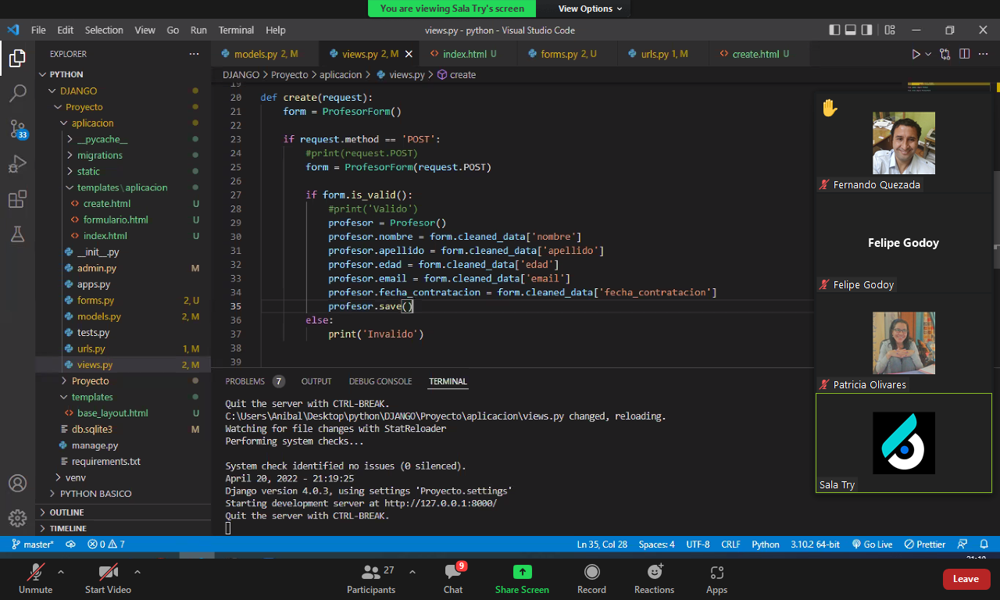 You are viewing Sala Try's screen
View Options
File Edit Selection View Go Run Terminal Help
views.py - python - Visual Studio Code
EXPLORER
PYTHON
DJANGO
Proyecto
aplicacion
__pycache__
migrations
static
templates\aplicacion
create.html U
formulario.html U
index.html U
__init__.py
admin.py M
apps.py
forms.py 2, U
models.py 2, M
tests.py
urls.py 1, M
views.py 2, M
Proyecto
templates
base_layout.html U
db.sqlite3 M
manage.py
requirements.txt
venv
PYTHON BASICO
OUTLINE
TIMELINE
33
models.py 2, M
views.py 2, M
index.html U
forms.py 2, U
urls.py 1, M
create.html U
DJANGO > Proyecto > aplicacion > views.py > create
19
20 def create(request):
21 form = ProfesorForm()
22
23 if request.method == 'POST':
24 #print(request.POST)
25 form = ProfesorForm(request.POST)
26
27 if form.is_valid():
28 #print('Valido')
29 profesor = Profesor()
30 profesor.nombre = form.cleaned_data['nombre']
31 profesor.apellido = form.cleaned_data['apellido']
32 profesor.edad = form.cleaned_data['edad']
33 profesor.email = form.cleaned_data['email']
34 profesor.fecha_contratacion = form.cleaned_data['fecha_contratacion']
35 profesor.save()
36 else:
37 print('Invalido')
38
39
PROBLEMS 7 OUTPUT DEBUG CONSOLE TERMINAL
Quit the server with CTRL-BREAK.
C:\Users\Anibal\Desktop\python\DJANGO\Proyecto\aplicacion\views.py changed, reloading.
Watching for file changes with StatReloader
Performing system checks...
System check identified no issues (0 silenced).
April 20, 2022 - 21:19:25
Django version 4.0.3, using settings 'Proyecto.settings'
Starting development server at http://127.0.0.1:8000/
Quit the server with CTRL-BREAK.
Fernando Quezada
Felipe Godoy
Felipe Godoy
Patricia Olivares
Sala Try
master* 0 7
Ln 35, Col 28 Spaces: 4 UTF-8 CRLF Python 3.10.2 64-bit Go Live Prettier
Unmute
Start Video
Participants 27
Chat 9
Share Screen
Record
Reactions
Apps
Leave